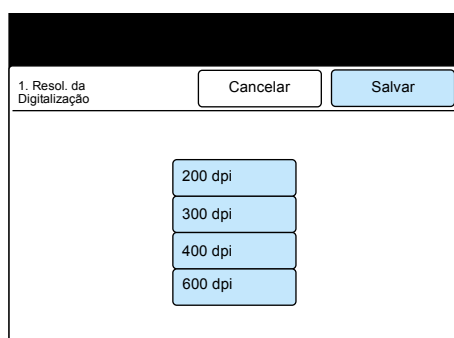 1. Resol. da
Digitalização
Cancelar
Salvar
200 dpi
300 dpi
400 dpi
600 dpi